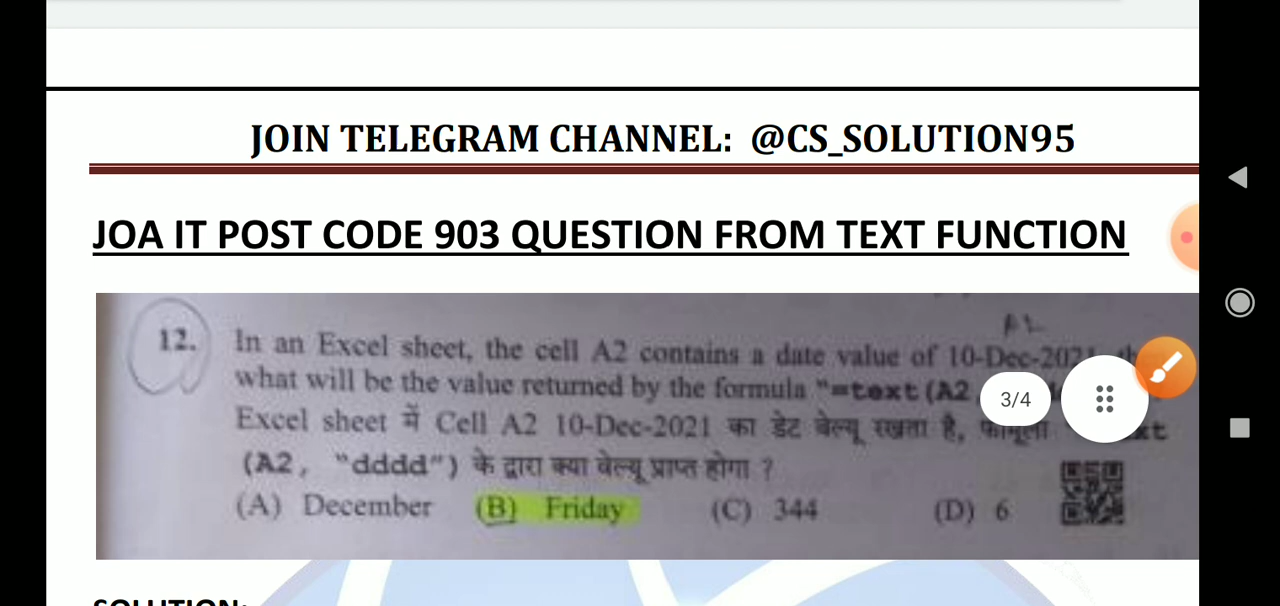 JOIN TELEGRAM CHANNEL: @CS_SOLUTION95
JOA IT POST CODE 903 QUESTION FROM TEXT FUNCTION
12. In an Excel sheet, the cell A2 contains a date value of 10-Dec-2021,
what will be the value returned by the formula "=text(A2
3/4
Excel sheet में Cell A2 10-Dec-2021 का डेट वेल्यू रखता है, फॉर्मूला
(A2, "dddd") के द्वारा क्या वेल्यू प्राप्त होगा ?
(A) December (B) Friday (C) 344 (D) 6
SOLUTION: